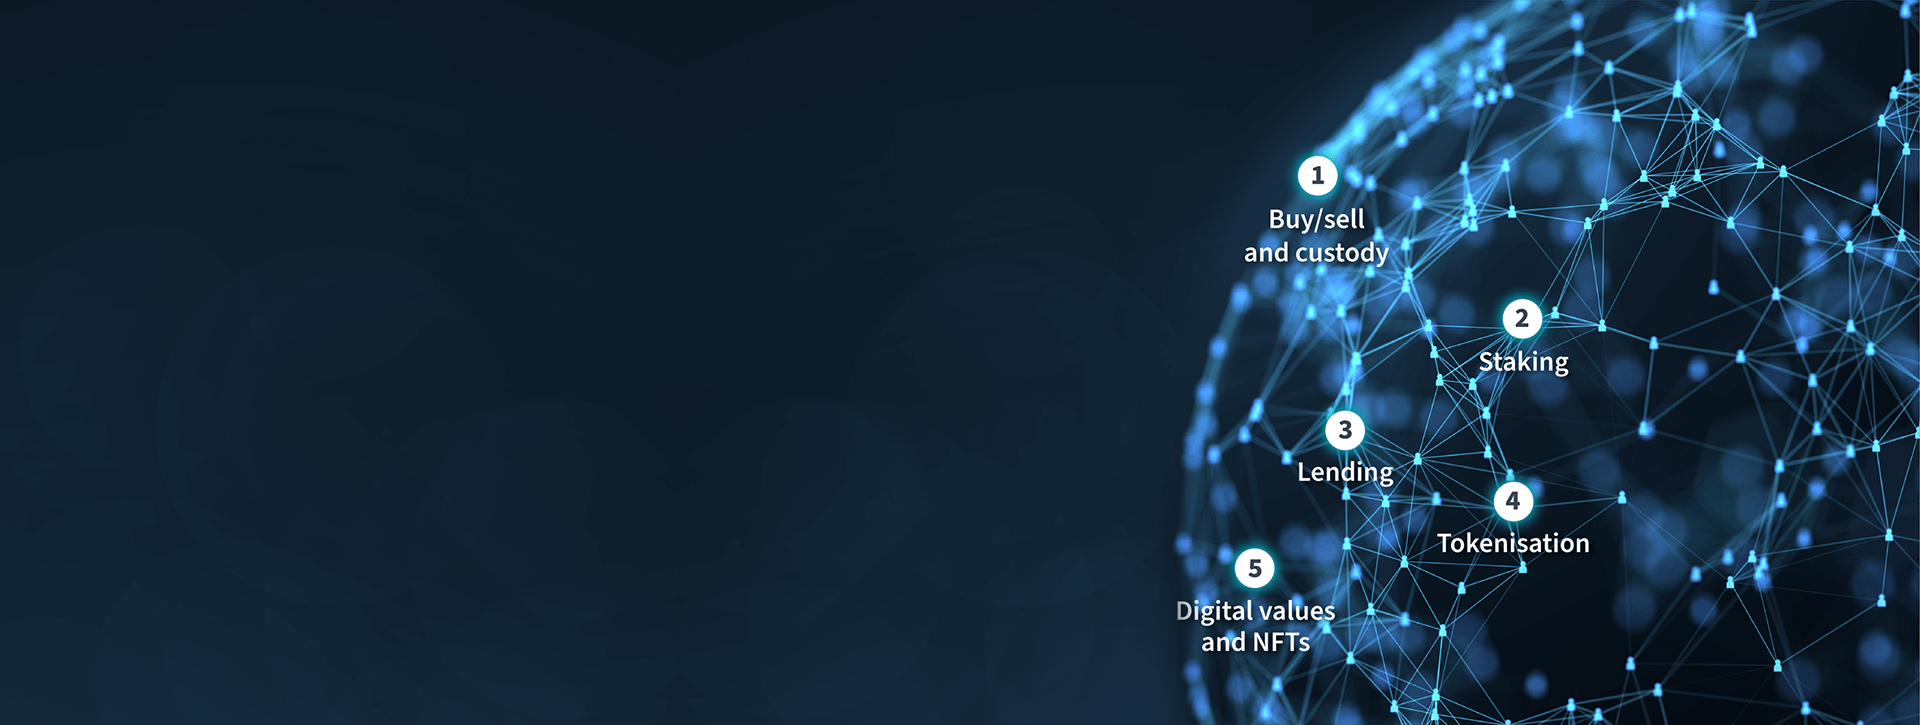 1
Buy/sell
and custody
2
Staking
3
Lending
4
Tokenisation
5
Digital values
and NFTs